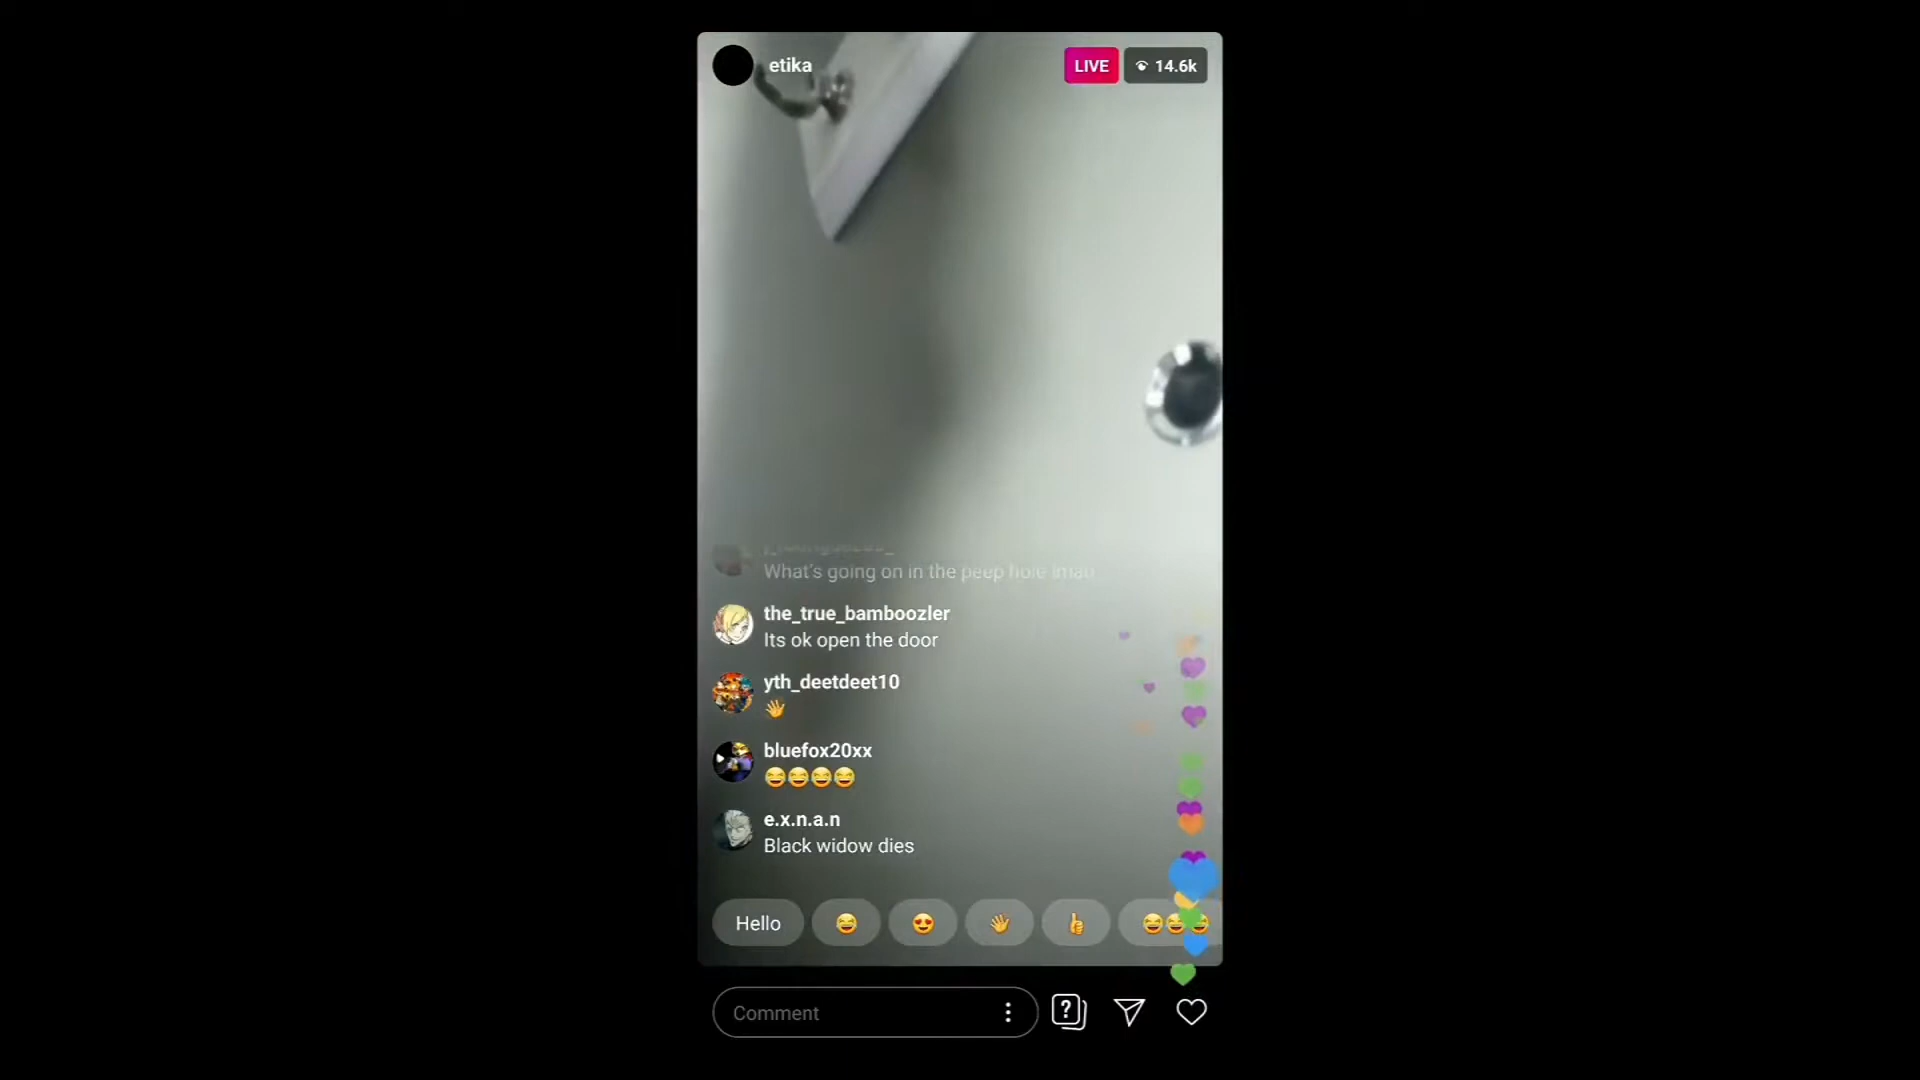 etika
LIVE
14.6k
What's going on in the peep hole lmao
the_true_bamboozler
Its ok open the door
yth_deetdeet10
👋
bluefox20xx
😂😂😂😂
e.x.n.a.n
Black widow dies
Hello 😂 😍 👋 👍 😂😂😂
Comment